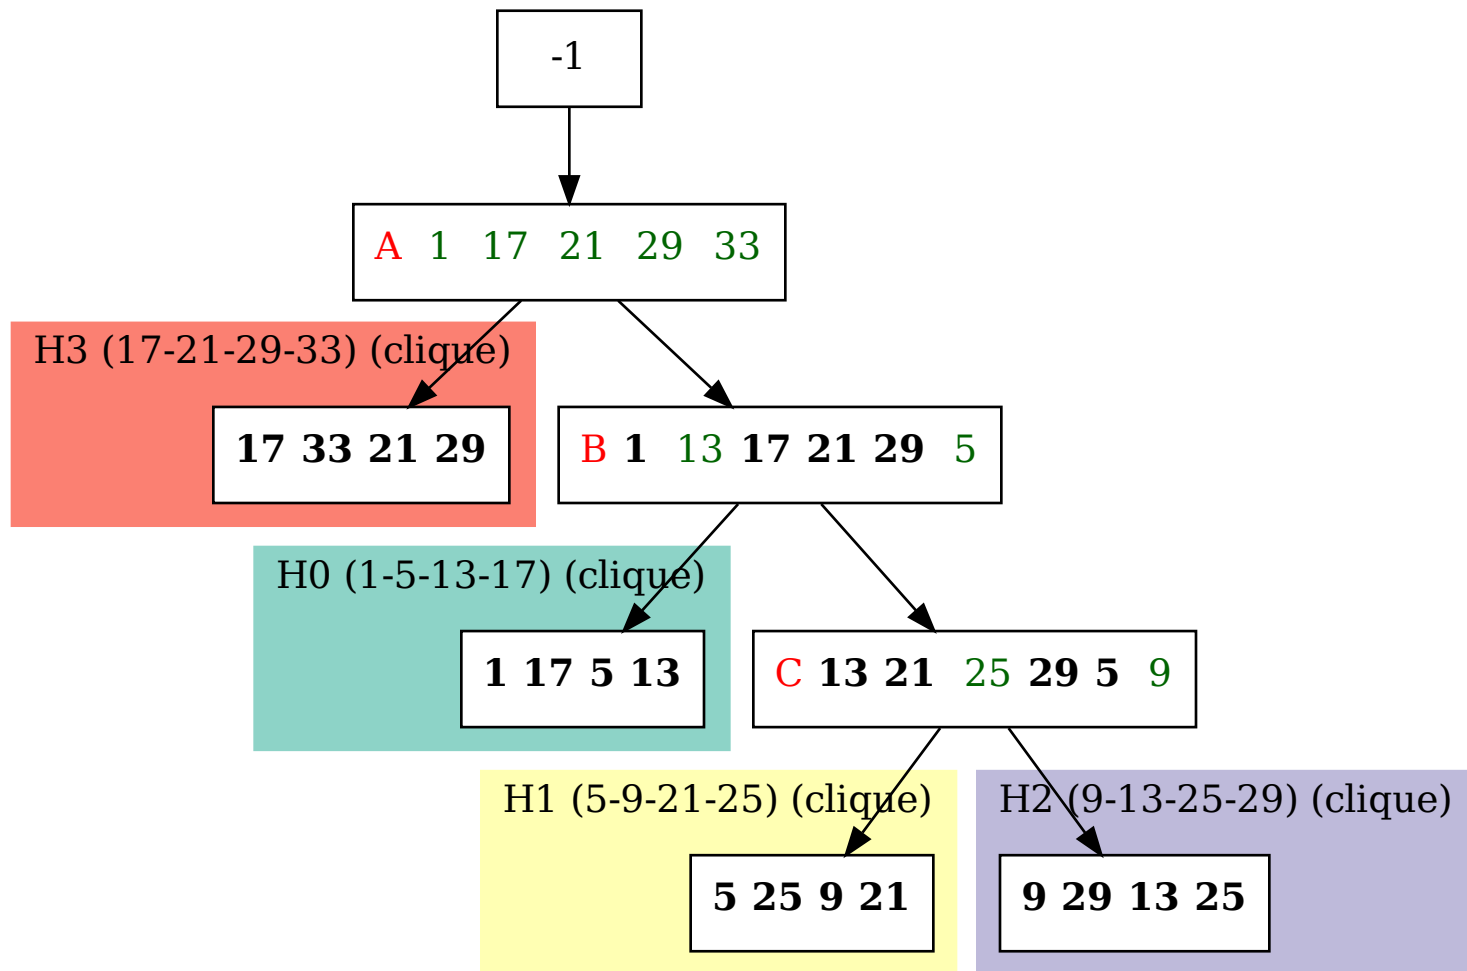 -1
A 1 17 21 29 33
H3 (17-21-29-33) (clique)
17 33 21 29
B 1 13 17 21 29 5
H0 (1-5-13-17) (clique)
1 17 5 13
C 13 21 25 29 5 9
H1 (5-9-21-25) (clique)
5 25 9 21
H2 (9-13-25-29) (clique)
9 29 13 25